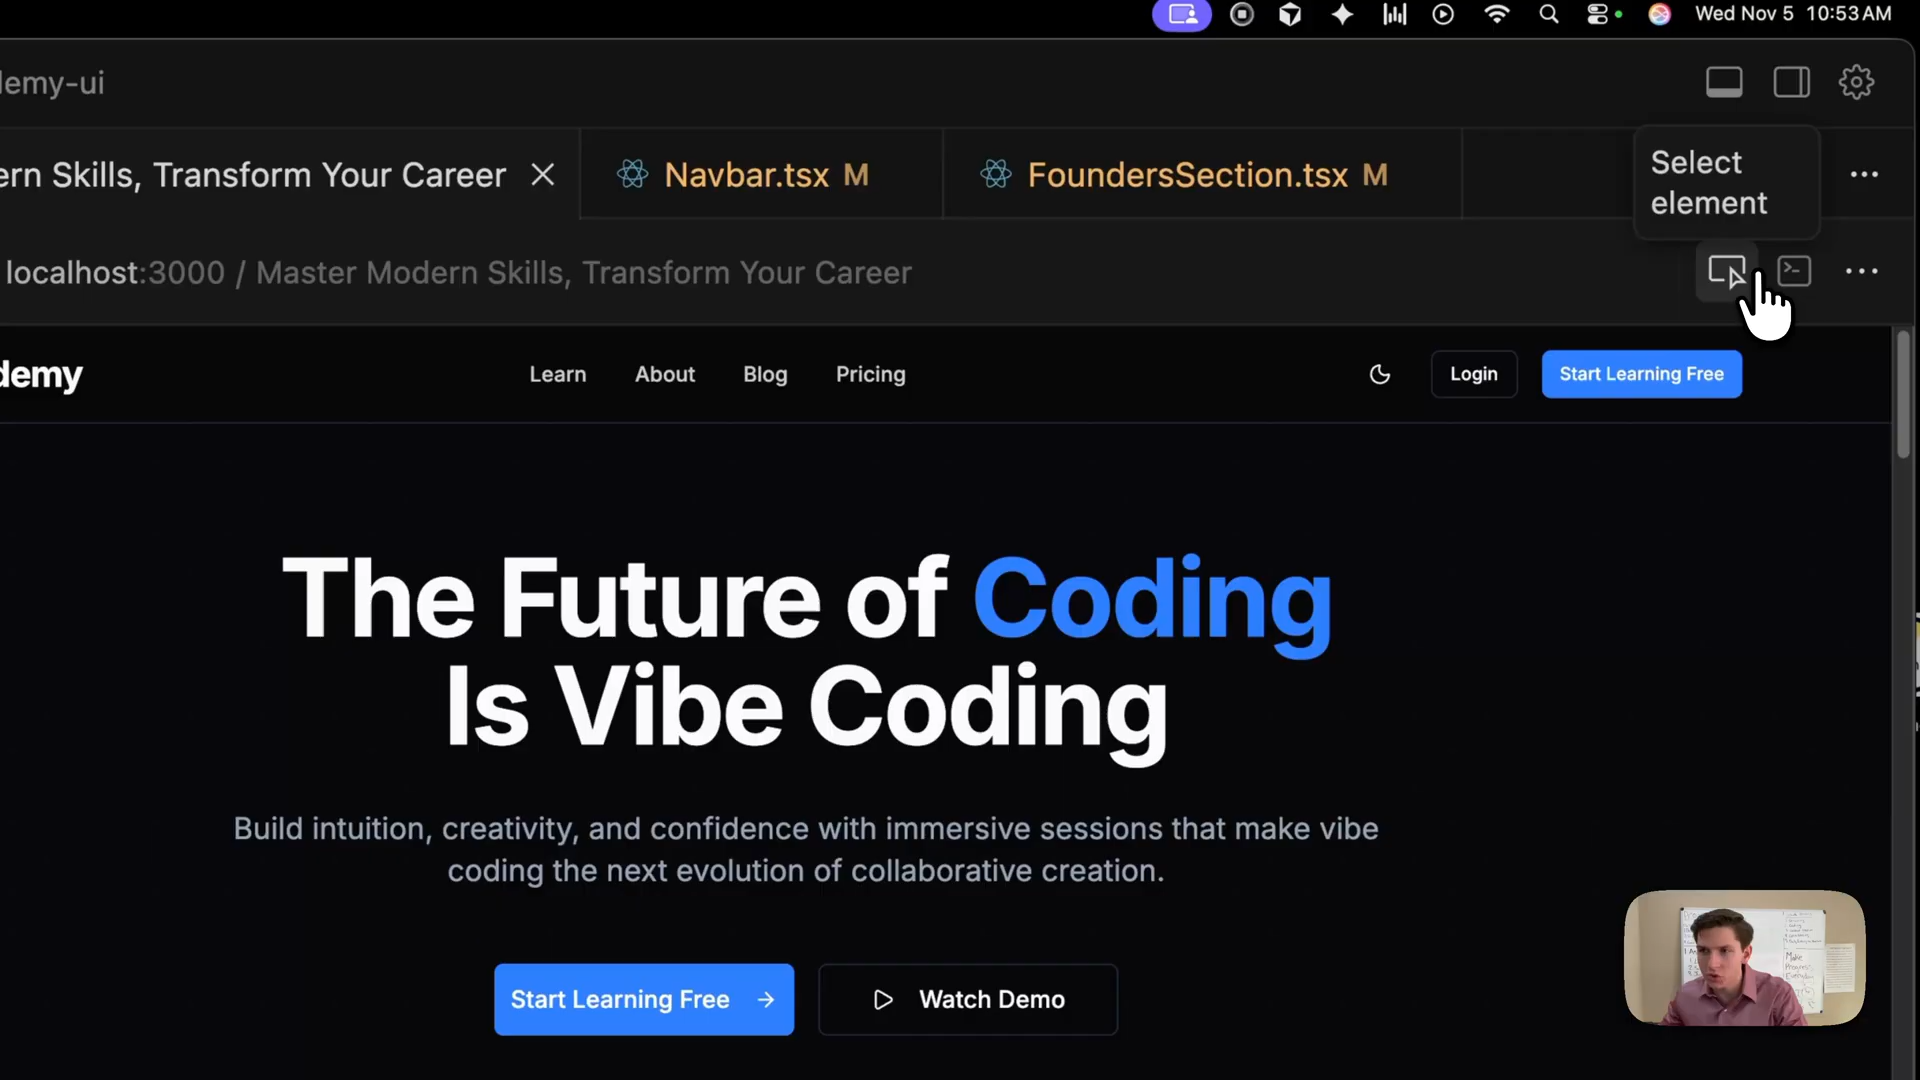 Wed Nov 5 10:53 AM
lemy-ui
ern Skills, Transform Your Career
Navbar.tsx M
FoundersSection.tsx M
Select
element
localhost:3000 / Master Modern Skills, Transform Your Career
demy
Learn
About
Blog
Pricing
Login
Start Learning Free
The Future of Coding
Is Vibe Coding
Build intuition, creativity, and confidence with immersive sessions that make vibe
coding the next evolution of collaborative creation.
Start Learning Free
Watch Demo
Make